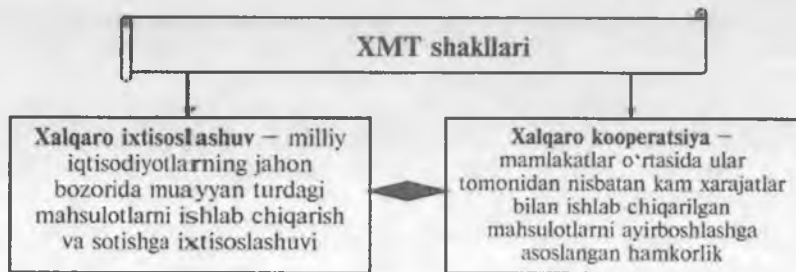 XMT shakllari
Xalqaro ixtisoslashuv — milliy
iqtisodiyotlarning jahon
bozorida muayyan turdagi
mahsulotlarni ishlab chiqarish
va sotishga ixtisoslashuvi
Xalqaro kooperatsiya —
mamlakatlar o‘rtasida ular
tomonidan nisbatan kam xarajatlar
bilan ishlab chiqarilgan
mahsulotlarni ayirboshlashga
asoslangan hamkorlik